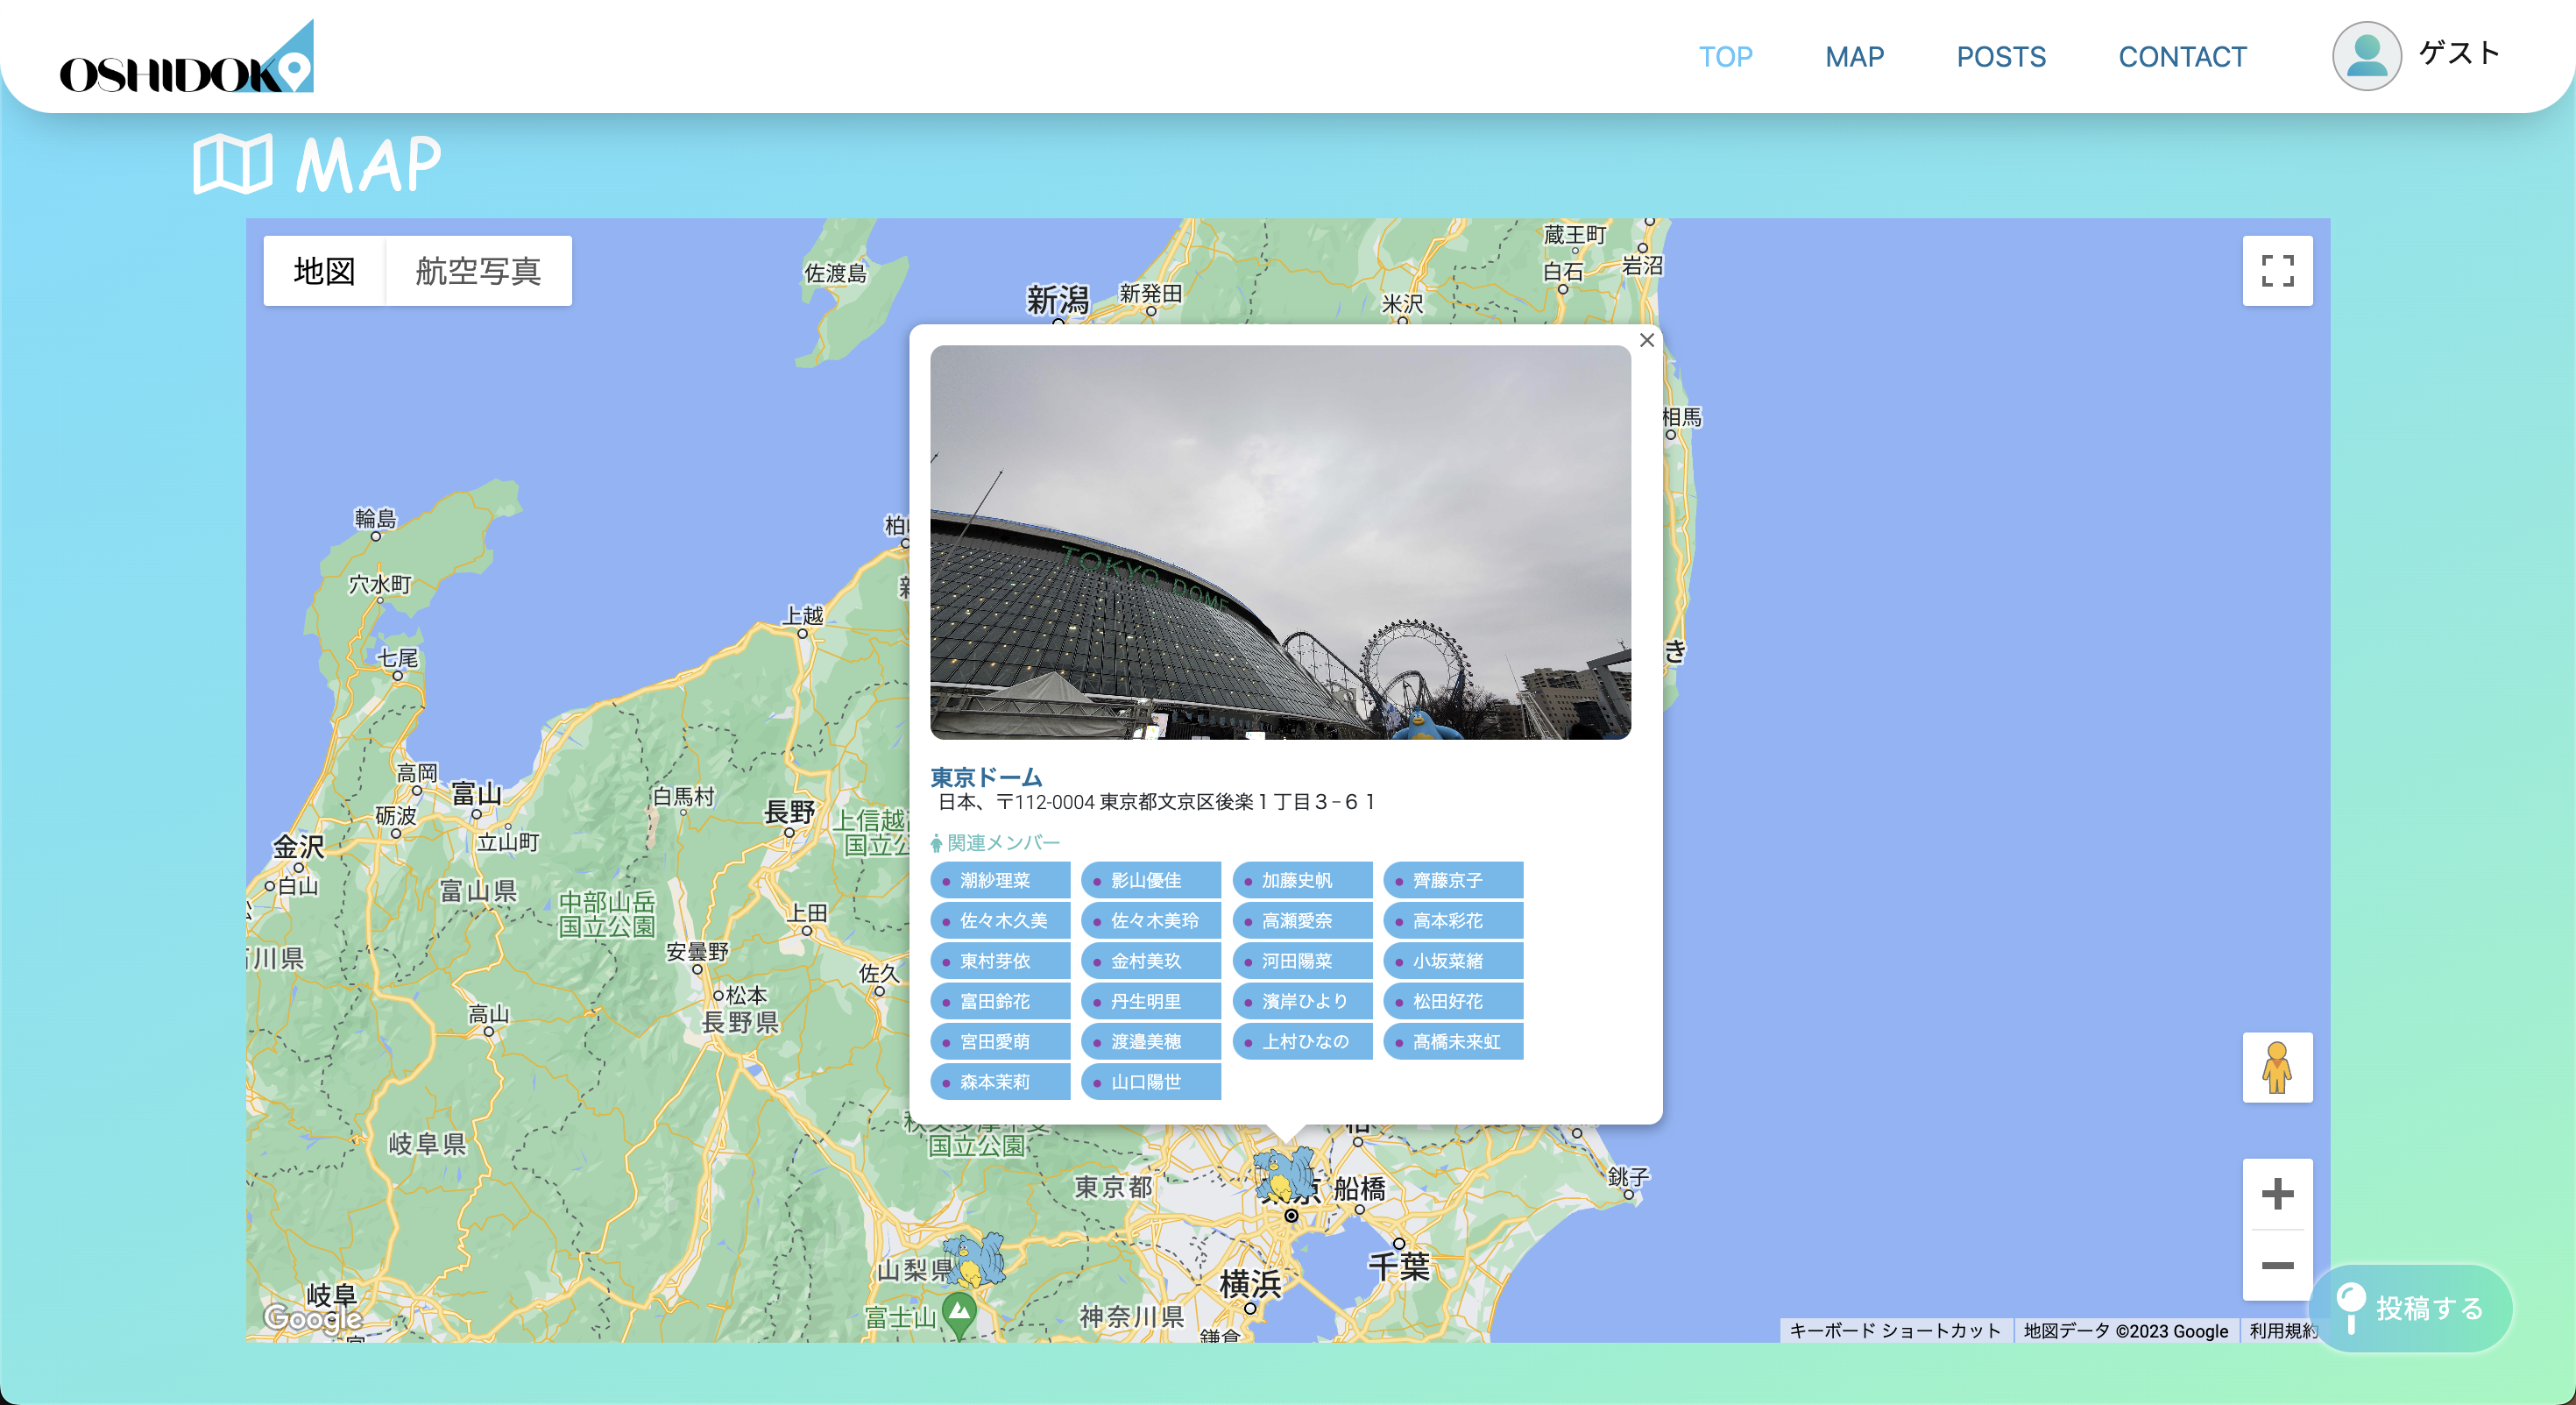 OSHIDOKO
TOP MAP POSTS CONTACT ゲスト
MAP
地図 航空写真
佐渡島
新潟
新発田
米沢
蔵王町
白石
岩沼
相馬
輪島
穴水町
七尾
上越
高岡
富山
砺波
立山町
金沢
白山
富山県
川県
白馬村
長野
中部山岳
国立公園
上田
安曇野
佐久
松本
長野県
高山
岐阜県
岐阜
TOKYO DOME
東京ドーム
日本、〒112-0004 東京都文京区後楽1丁目3−61
関連メンバー
潮紗理菜 影山優佳 加藤史帆 齊藤京子
佐々木久美 佐々木美玲 高瀬愛奈 高本彩花
東村芽依 金村美玖 河田陽菜 小坂菜緒
富田鈴花 丹生明里 濱岸ひより 松田好花
宮田愛萌 渡邉美穂 上村ひなの 髙橋未来虹
森本茉莉 山口陽世
国立公園
東京都
船橋
銚子
山梨県
千葉
横浜
富士山
神奈川県
鎌倉
Google
キーボード ショートカット 地図データ ©2023 Google 利用規約
投稿する